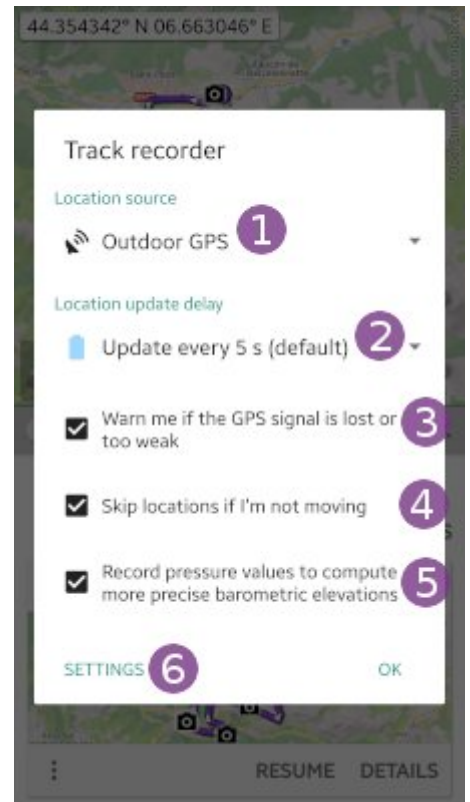 44.354342° N 06.663046° E
Track recorder
Location source
Outdoor GPS 1
Location update delay
Update every 5 s (default) 2
Warn me if the GPS signal is lost or
too weak
3
Skip locations if I'm not moving 4
Record pressure values to compute
more precise barometric elevations
5
SETTINGS 6
OK
RESUME
DETAILS